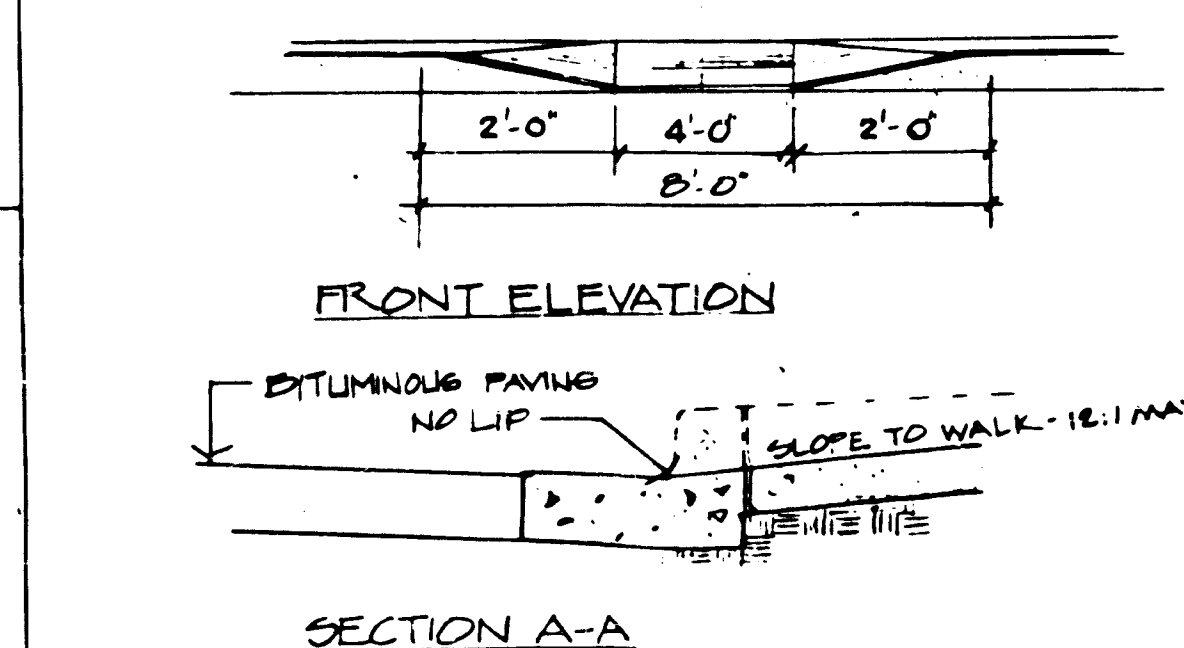 2'-0" 4'-0" 2'-0"
8'-0"
FRONT ELEVATION
BITUMINOUS PAVING
NO LIP
SLOPE TO WALK - 12:1 MA
SECTION A-A